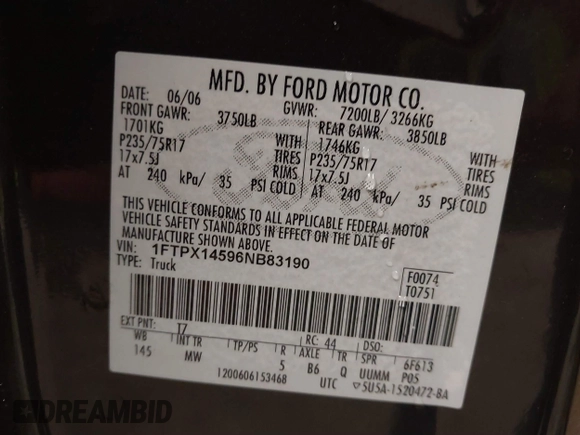 MFD. BY FORD MOTOR CO.
DATE: 06/06 GVWR: 7200LB/ 3266KG
FRONT GAWR: 3750LB REAR GAWR: 3850LB
1701KG WITH 1746KG WITH
P235/75R17 TIRES P235/75R17 TIRES
17x7.5J RIMS 17x7.5J RIMS
AT 240 kPa/ 35 PSI COLD AT 240 kPa/ 35 PSI COLD
THIS VEHICLE CONFORMS TO ALL APPLICABLE FEDERAL MOTOR
VEHICLE SAFETY STANDARDS IN EFFECT ON THE DATE OF
MANUFACTURE SHOWN ABOVE.
VIN: 1FTPX14596NB83190
TYPE: Truck
F0074
T0751
EXT PNT: T7 RC: 44 DSO:
WB INT TR TP/PS R AXLE TR SPR 6F613
145 MW 5 B6 Q UUMM POS
1200606153468 UTC 5U5A-1520472-BA
Ford
DREAMBID